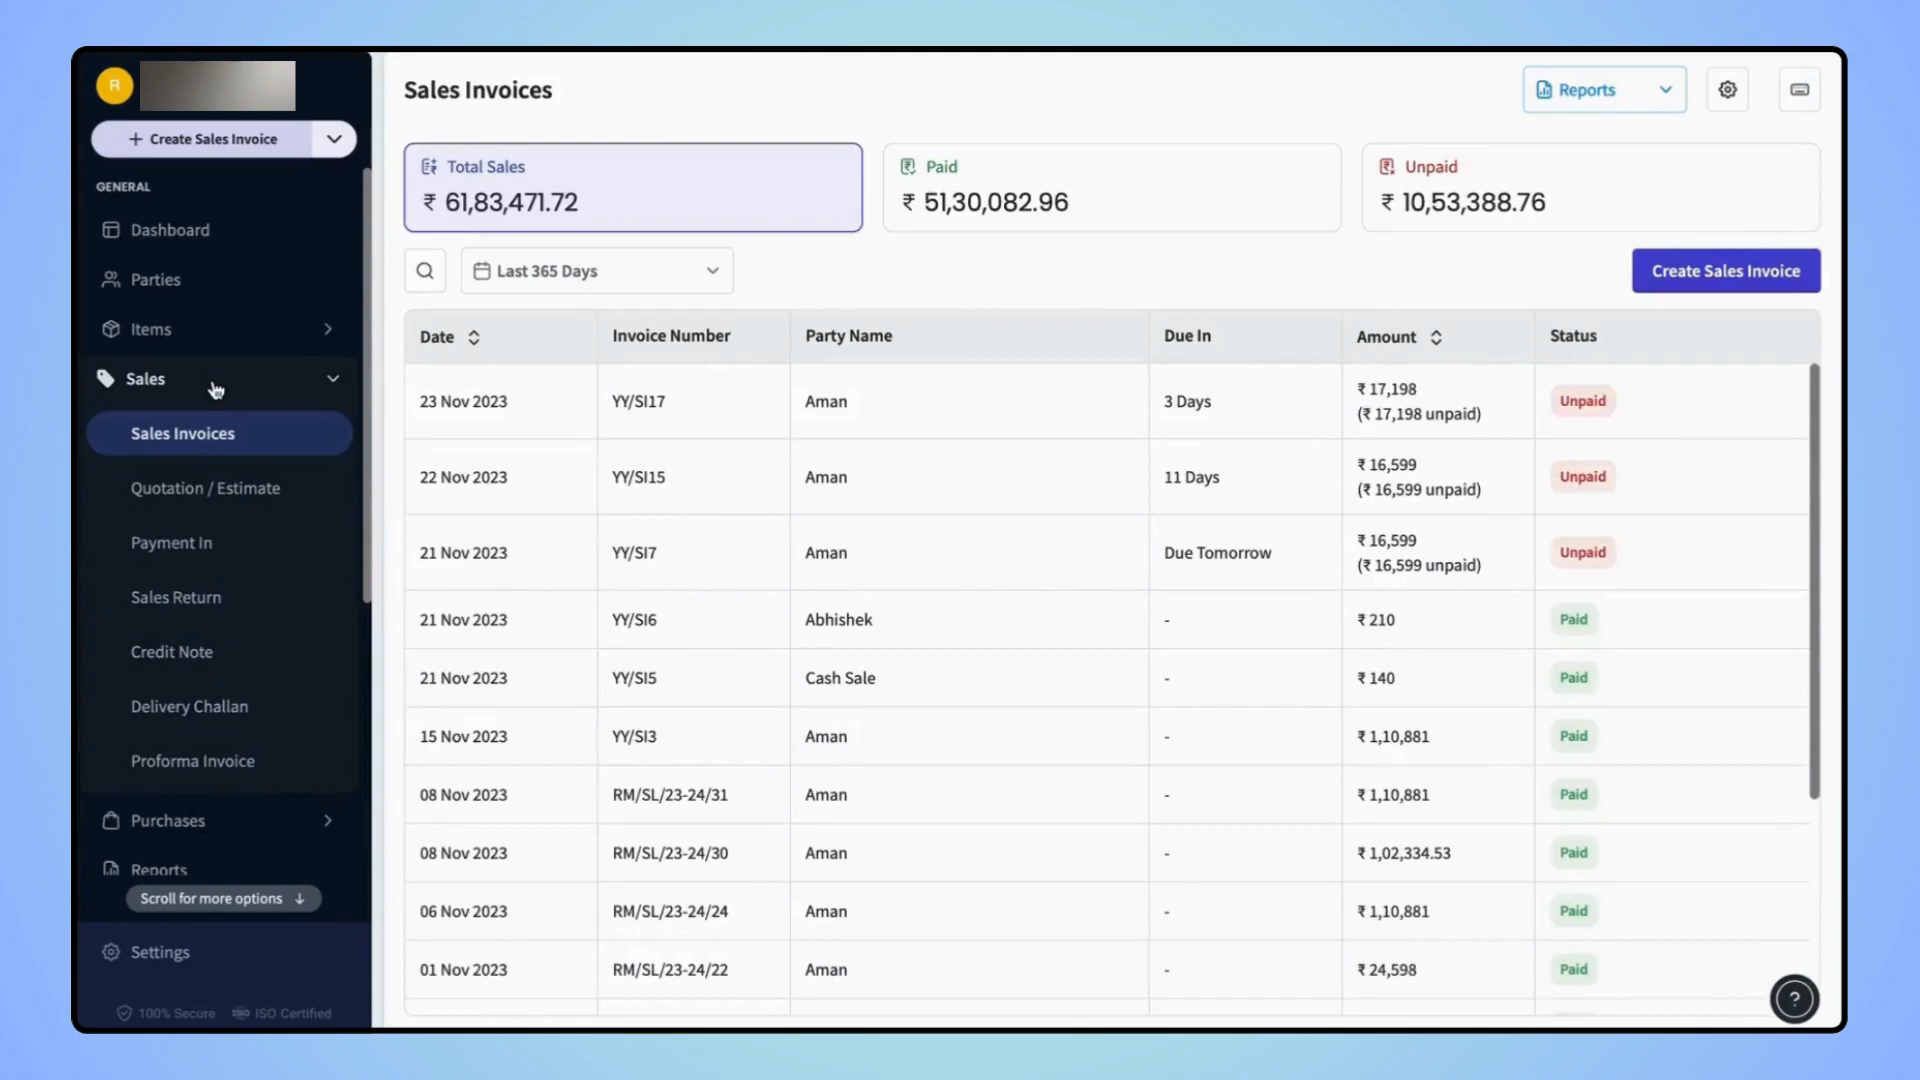 R
+ Create Sales Invoice
GENERAL
Dashboard
Parties
Items
Sales
Sales Invoices
Quotation / Estimate
Payment In
Sales Return
Credit Note
Delivery Challan
Proforma Invoice
Purchases
Reports
Scroll for more options ↓
Settings
100% Secure ISO ISO Certified
Sales Invoices
Reports
Total Sales
₹ 61,83,471.72
Paid
₹ 51,30,082.96
Unpaid
₹ 10,53,388.76
Last 365 Days
Create Sales Invoice
Date Invoice Number Party Name Due In Amount Status
23 Nov 2023 YY/SI17 Aman 3 Days ₹ 17,198 (₹ 17,198 unpaid) Unpaid
22 Nov 2023 YY/SI15 Aman 11 Days ₹ 16,599 (₹ 16,599 unpaid) Unpaid
21 Nov 2023 YY/SI7 Aman Due Tomorrow ₹ 16,599 (₹ 16,599 unpaid) Unpaid
21 Nov 2023 YY/SI6 Abhishek - ₹ 210 Paid
21 Nov 2023 YY/SI5 Cash Sale - ₹ 140 Paid
15 Nov 2023 YY/SI3 Aman - ₹ 1,10,881 Paid
08 Nov 2023 RM/SL/23-24/31 Aman - ₹ 1,10,881 Paid
08 Nov 2023 RM/SL/23-24/30 Aman - ₹ 1,02,334.53 Paid
06 Nov 2023 RM/SL/23-24/24 Aman - ₹ 1,10,881 Paid
01 Nov 2023 RM/SL/23-24/22 Aman - ₹ 24,598 Paid
?